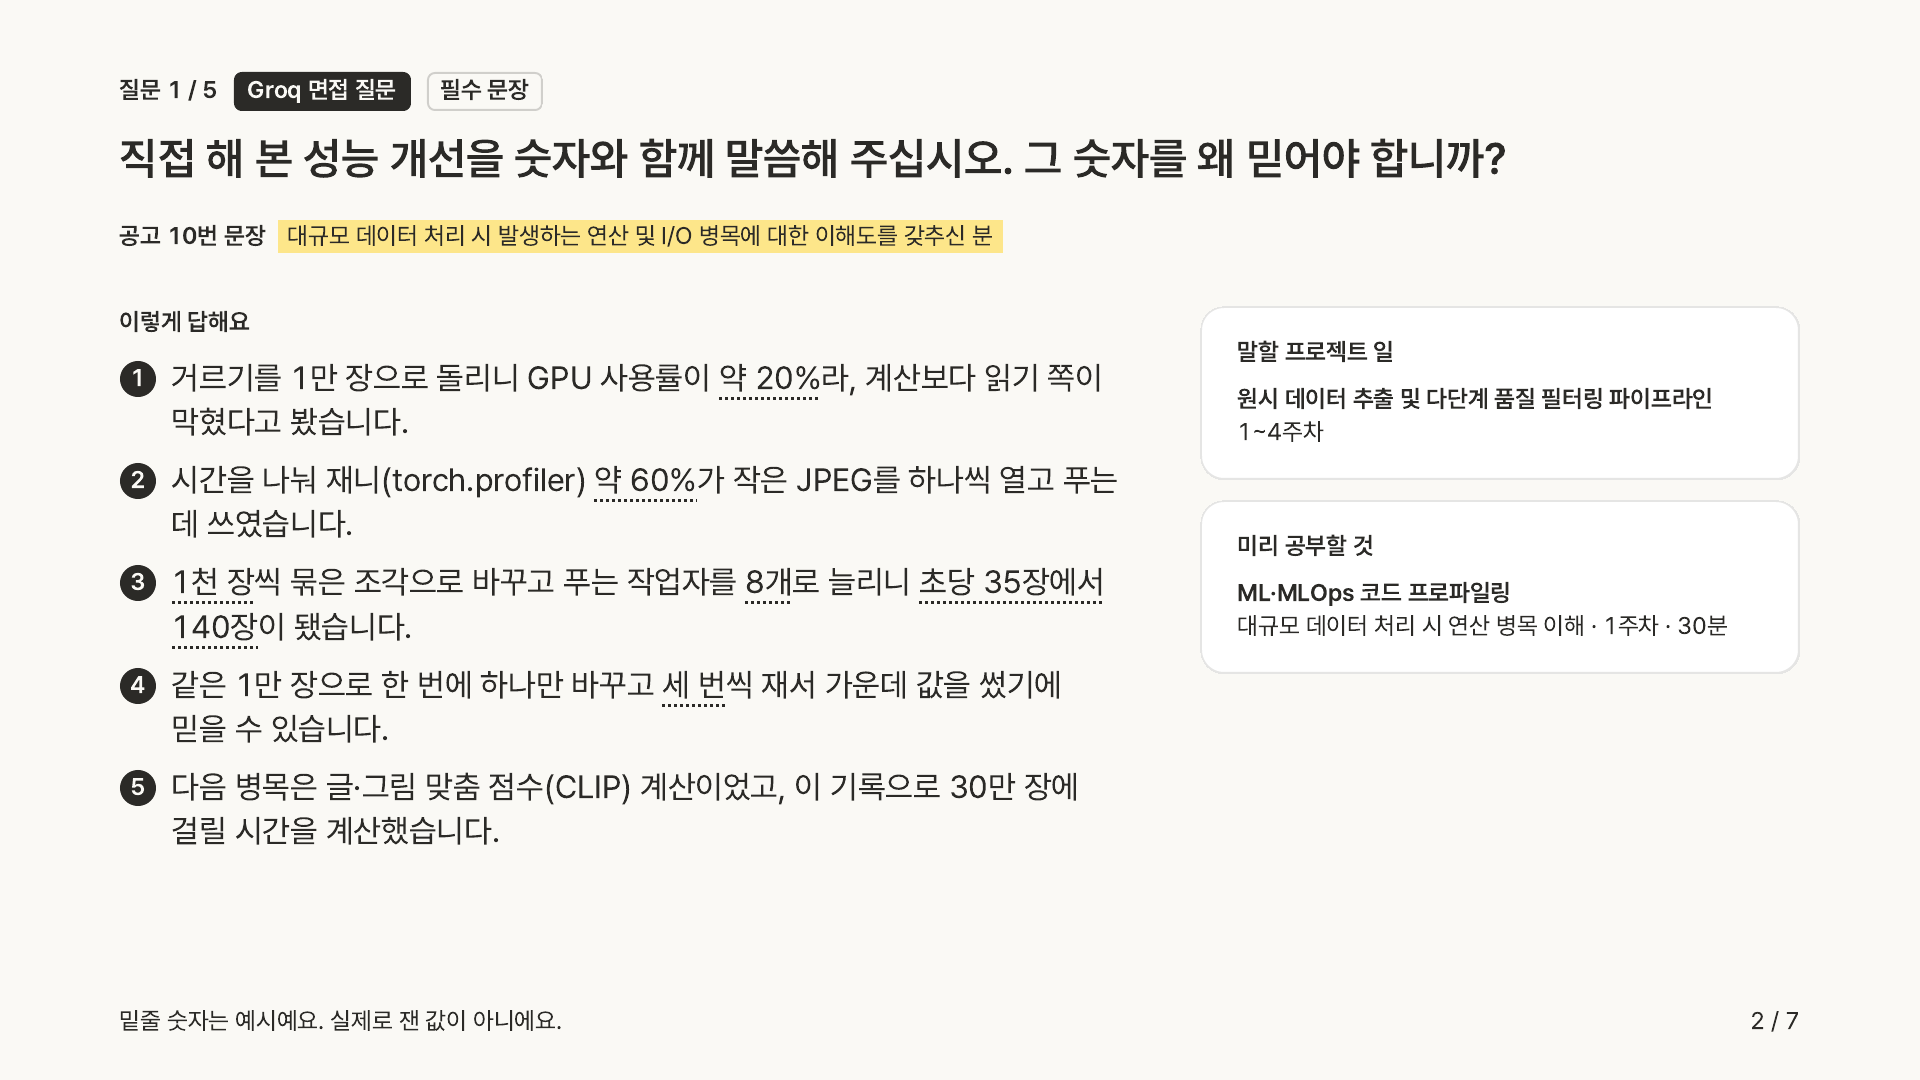 질문 1 / 5 Groq 면접 질문 필수 문장
직접 해 본 성능 개선을 숫자와 함께 말씀해 주십시오. 그 숫자를 왜 믿어야 합니까?
공고 10번 문장 대규모 데이터 처리 시 발생하는 연산 및 I/O 병목에 대한 이해도를 갖추신 분
이렇게 답해요
1 거르기를 1만 장으로 돌리니 GPU 사용률이 약 20%라, 계산보다 읽기 쪽이
막혔다고 봤습니다.
2 시간을 나눠 재니(torch.profiler) 약 60%가 작은 JPEG를 하나씩 열고 푸는
데 쓰였습니다.
3 1천 장씩 묶은 조각으로 바꾸고 푸는 작업자를 8개로 늘리니 초당 35장에서
140장이 됐습니다.
4 같은 1만 장으로 한 번에 하나만 바꾸고 세 번씩 재서 가운데 값을 썼기에
믿을 수 있습니다.
5 다음 병목은 글·그림 맞춤 점수(CLIP) 계산이었고, 이 기록으로 30만 장에
걸릴 시간을 계산했습니다.
말할 프로젝트 일
원시 데이터 추출 및 다단계 품질 필터링 파이프라인
1~4주차
미리 공부할 것
ML·MLOps 코드 프로파일링
대규모 데이터 처리 시 연산 병목 이해 · 1주차 · 30분
밑줄 숫자는 예시예요. 실제로 잰 값이 아니에요.
2 / 7